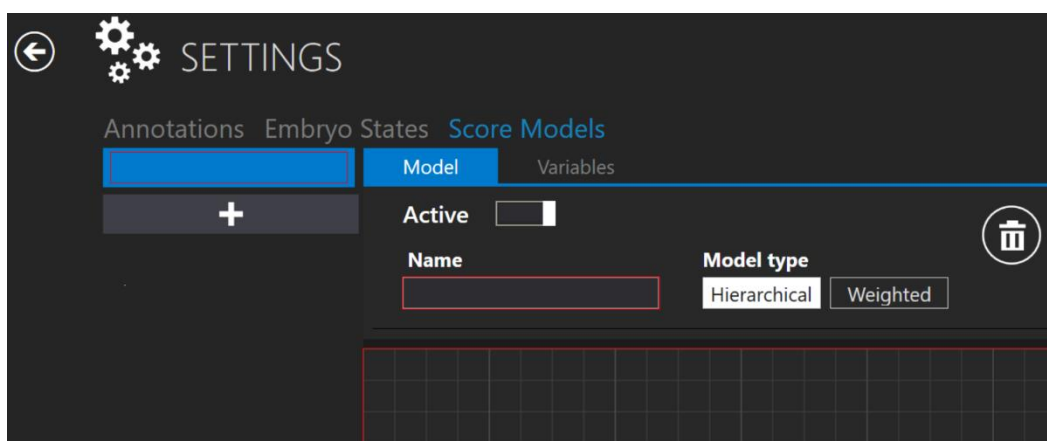 SETTINGS
Annotations Embryo States Score Models
Model Variables
Active
Name Model type
Hierarchical Weighted